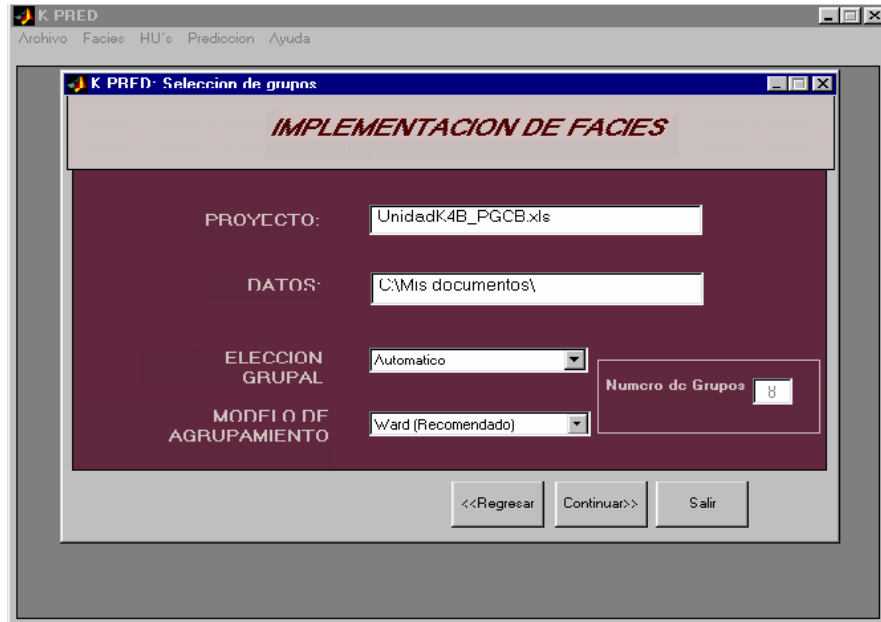 K PRED
Archivo Facies HU's Prediccion Ayuda
K PRED: Seleccion de grupos
IMPLEMENTACION DE FACIES
PROYECTO: UnidadK4B_PGCB.xls
DATOS: C:\Mis documentos\
ELECCION GRUPAL Automatico
Numero de Grupos 8
MODELO DE AGRUPAMIENTO Ward (Recomendado)
<<Regresar Continuar>> Salir